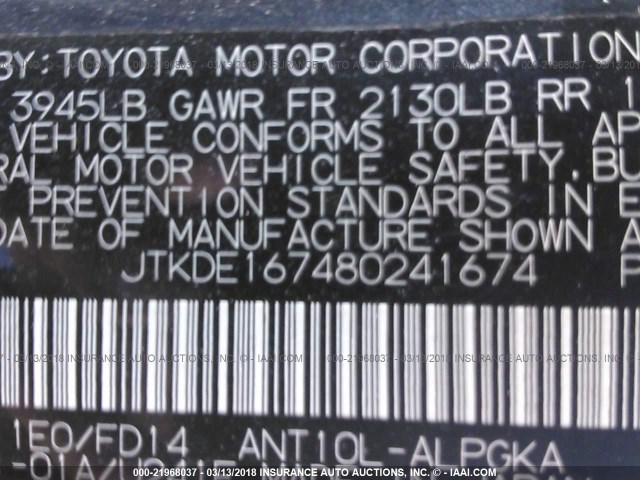 BY: TOYOTA MOTOR CORPORATION
3945LB GAWR FR 2130LB RR 1
VEHICLE CONFORMS TO ALL AP
RAL MOTOR VEHICLE SAFETY, BU
PREVENTION STANDARDS IN E
DATE OF MANUFACTURE SHOWN A
JTKDE167480241674 P
1E0/FD14 ANT10L-ALPGKA
000-21968037 - 03/13/2018 INSURANCE AUTO AUCTIONS, INC. - © IAAI.COM